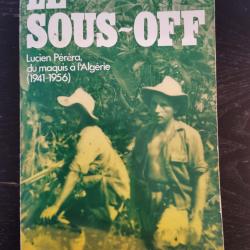 LE
SOUS-OFF
Lucien Péréra,
du maquis à l'Algérie
(1941-1956)